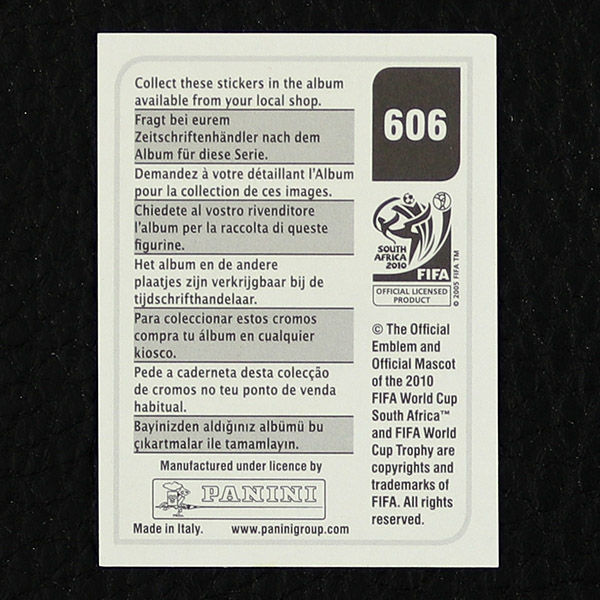 Collect these stickers in the album
available from your local shop.
Fragt bei eurem
Zeitschriftenhändler nach dem
Album für diese Serie.
Demandez à votre détaillant l'Album
pour la collection de ces images.
Chiedete al vostro rivenditore
l'album per la raccolta di queste
figurine.
Het album en de andere
plaatjes zijn verkrijgbaar bij de
tijdschrifthandelaar.
Para coleccionar estos cromos
compra tu álbum en cualquier
kiosco.
Pede a caderneta desta colecção
de cromos no teu ponto de venda
habitual.
Bayinizden aldığınız albümü bu
çıkartmalar ile tamamlayın.
Manufactured under licence by
PANINI
Made in Italy. www.paninigroup.com
606
SOUTH
AFRICA
2010
FIFA
OFFICIAL LICENSED
PRODUCT
© 2005 FIFA TM
© The Official
Emblem and
Official Mascot
of the 2010
FIFA World Cup
South Africa™
and FIFA World
Cup Trophy are
copyrights and
trademarks of
FIFA. All rights
reserved.